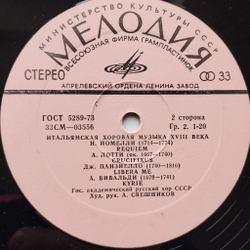 МИНИСТЕРСТВО КУЛЬТУРЫ СССР
МЕЛОДИЯ
ВСЕСОЮЗНАЯ ФИРМА ГРАМПЛАСТИНОК
СТЕРЕО
33
АПРЕЛЕВСКИЙ ОРДЕНА ЛЕНИНА ЗАВОД
ГОСТ 5289-73
2 сторона
33СМ—03556
Гр. 2. 1-20
ИТАЛЬЯНСКАЯ ХОРОВАЯ МУЗЫКА XVIII ВЕКА
Н. ЙОМЕЛЛИ (1714—1774)
REQUIEM
А. ЛОТТИ (ок. 1667—1740)
CRUCIFIXUS
Дж. ПАИЗИЕЛЛО (1740—1816)
LIBERA ME
А. ВИВАЛЬДИ (1678—1741)
KYRIE
Гос. академический русский хор СССР
Худ. рук. А. СВЕШНИКОВ